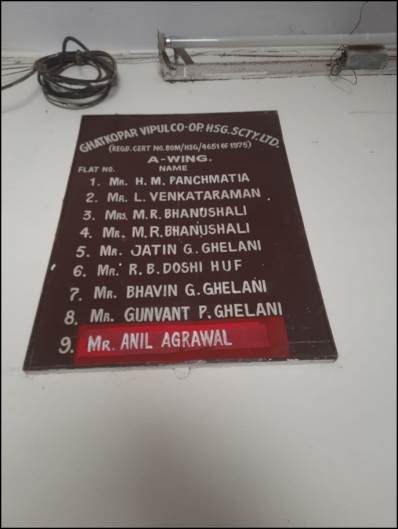 GHATKOPAR VIPUL CO-OP. HSG. SCTY. LTD.
(REGD. CERT NO. BOM/HSG/4651 OF 1975)
A-WING.
FLAT NO. NAME
1. MR. H. M. PANCHMATIA
2. MR. L. VENKATARAMAN.
3. MRS. M.R. BHANUSHALI
4. MR. M.R. BHANUSHALI
5. MR. JATIN G. GHELANI
6. MR. R. B. DOSHI HUF
7. MR. BHAVIN G. GHELANI
8. MR. GUNVANT P. GHELANI
9. MR. ANIL AGRAWAL